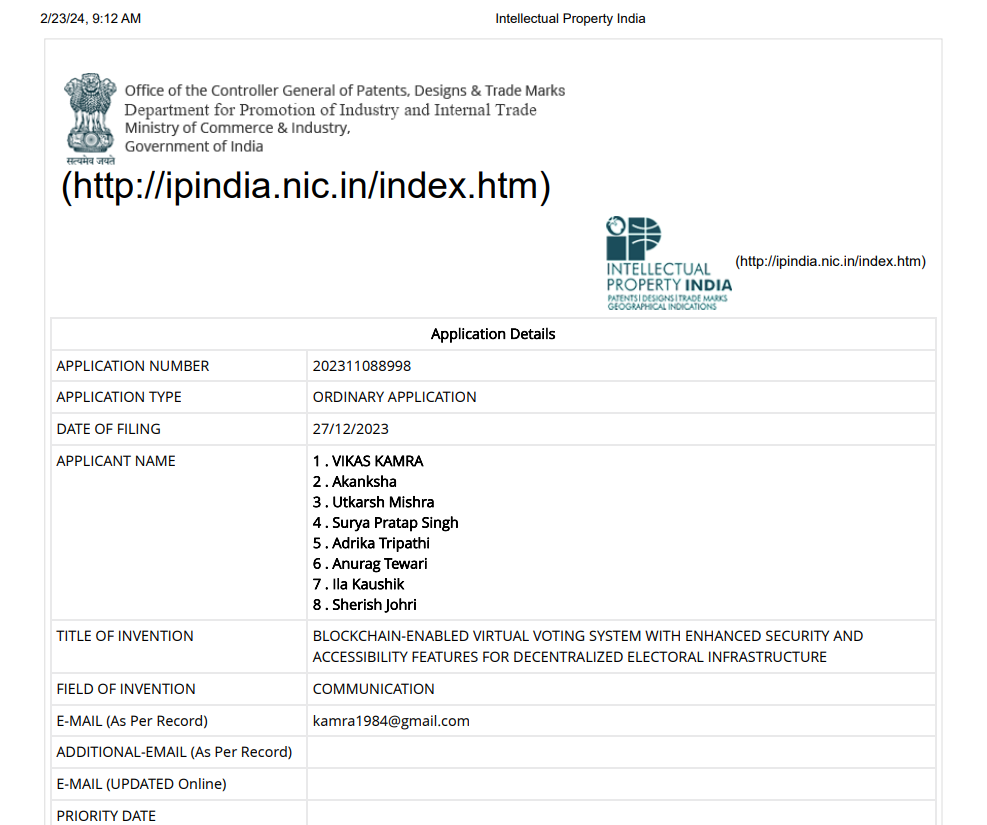 2/23/24, 9:12 AM
Intellectual Property India
Office of the Controller General of Patents, Designs & Trade Marks
Department for Promotion of Industry and Internal Trade
Ministry of Commerce & Industry,
Government of India
सत्यमेव जयते
(http://ipindia.nic.in/index.htm)
INTELLECTUAL
PROPERTY INDIA
PATENTS | DESIGNS | TRADE MARKS
GEOGRAPHICAL INDICATIONS
(http://ipindia.nic.in/index.htm)
Application Details
APPLICATION NUMBER 202311088998
APPLICATION TYPE ORDINARY APPLICATION
DATE OF FILING 27/12/2023
APPLICANT NAME 1 . VIKAS KAMRA
2 . Akanksha
3 . Utkarsh Mishra
4 . Surya Pratap Singh
5 . Adrika Tripathi
6 . Anurag Tewari
7 . Ila Kaushik
8 . Sherish Johri
TITLE OF INVENTION BLOCKCHAIN-ENABLED VIRTUAL VOTING SYSTEM WITH ENHANCED SECURITY AND
ACCESSIBILITY FEATURES FOR DECENTRALIZED ELECTORAL INFRASTRUCTURE
FIELD OF INVENTION COMMUNICATION
E-MAIL (As Per Record) kamra1984@gmail.com
ADDITIONAL-EMAIL (As Per Record)
E-MAIL (UPDATED Online)
PRIORITY DATE